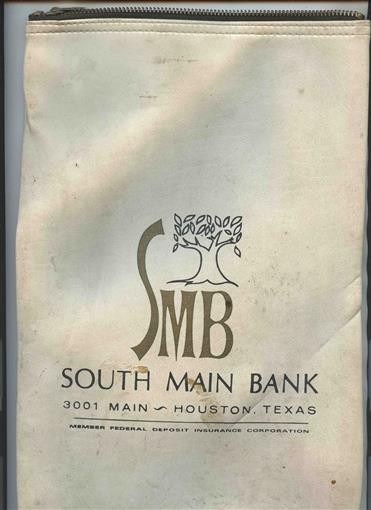 SMB
SOUTH MAIN BANK
3001 MAIN ~ HOUSTON, TEXAS
MEMBER FEDERAL DEPOSIT INSURANCE CORPORATION